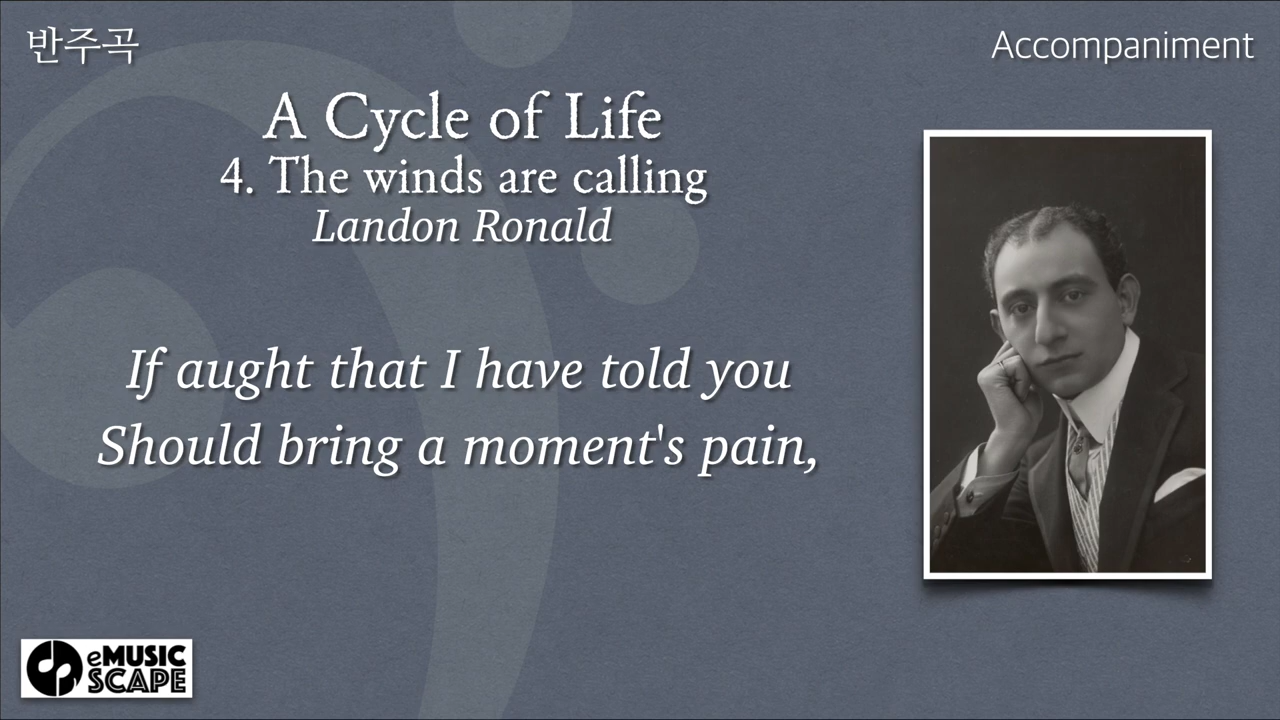 반주곡
Accompaniment
A Cycle of Life
4. The winds are calling
Landon Ronald
If aught that I have told you
Should bring a moment's pain,
eMUSIC
SCAPE